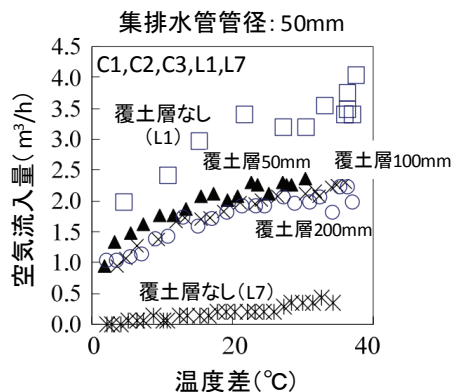 集排水管管径：50mm
C1,C2,C3,L1,L7
覆土層なし
(L1)
覆土層50mm
覆土層100mm
覆土層200mm
覆土層なし(L7)
空気流入量(m³/h)
4.5
4.0
3.5
3.0
2.5
2.0
1.5
1.0
0.5
0.0
0
20
40
温度差(℃)